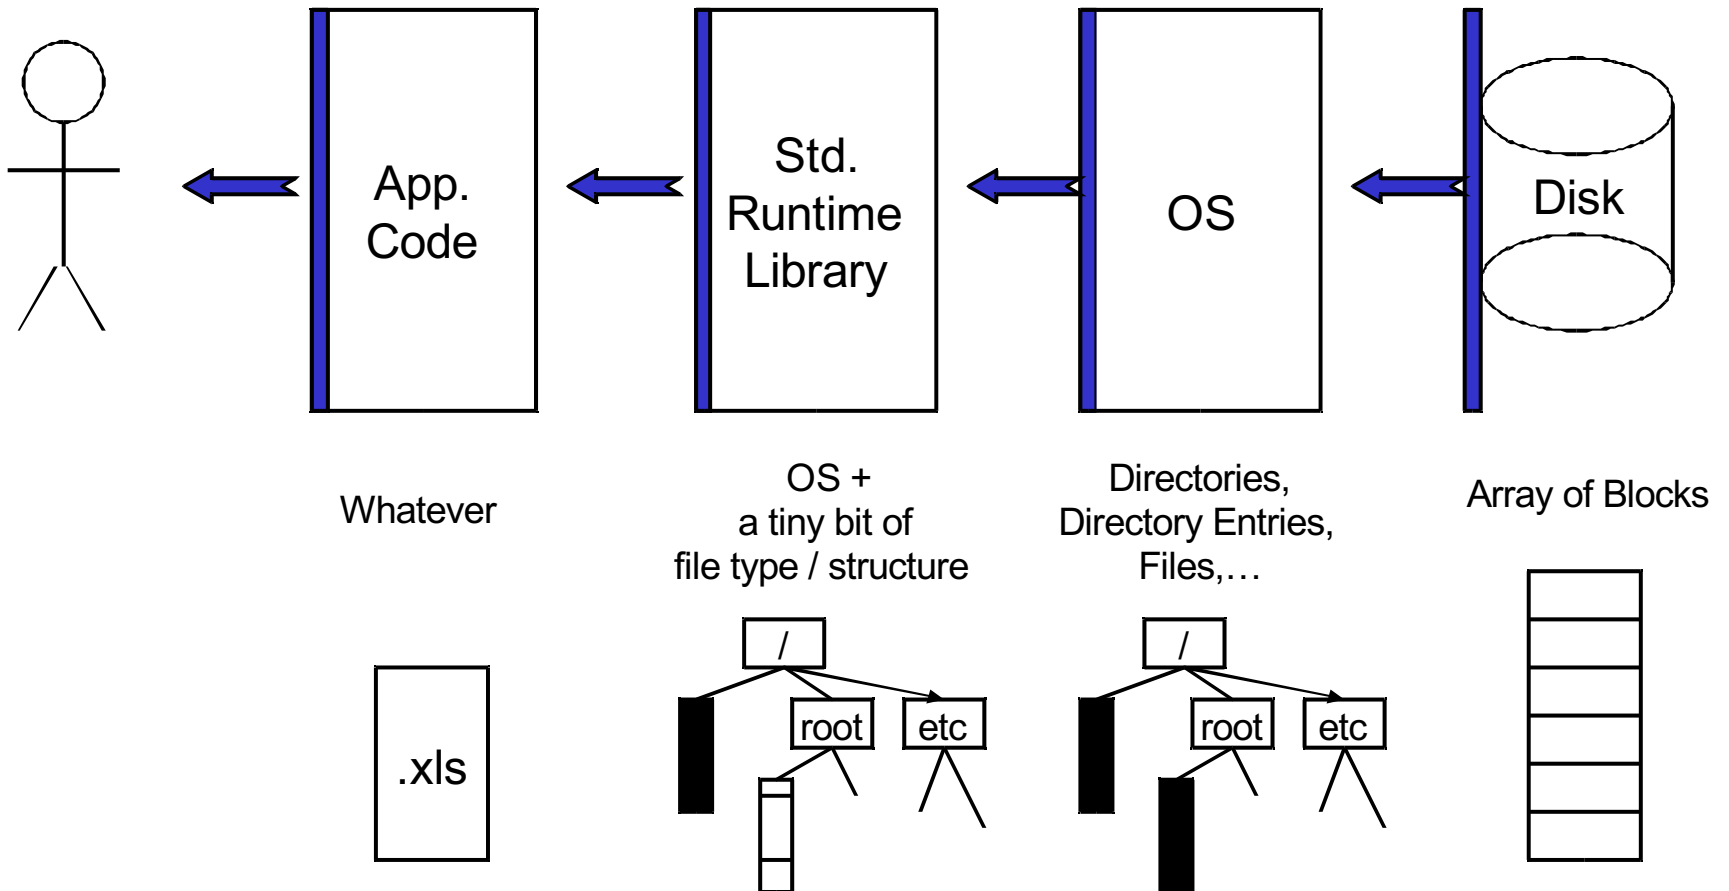 App.
Code
Std.
Runtime
Library
OS
Disk
Whatever
OS +
a tiny bit of
file type / structure
Directories,
Directory Entries,
Files,…
Array of Blocks
.xls
/
root
etc
/
root
etc